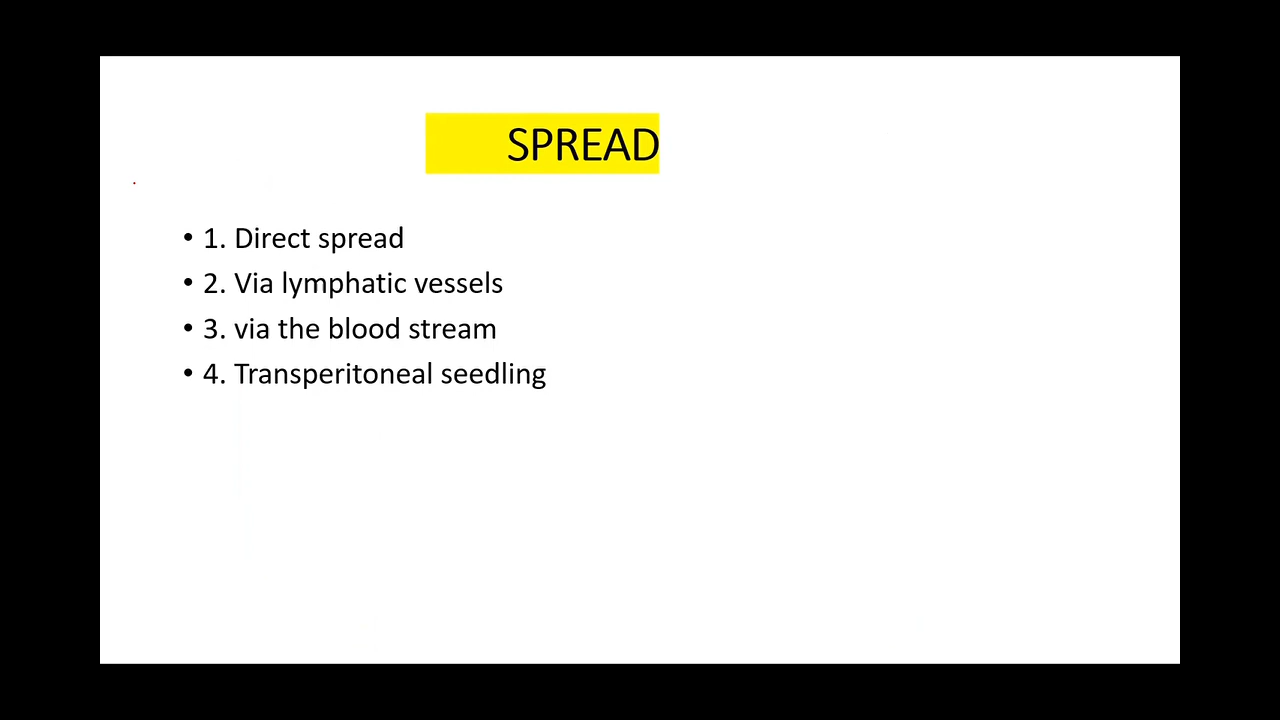 SPREAD
• 1. Direct spread
• 2. Via lymphatic vessels
• 3. via the blood stream
• 4. Transperitoneal seedling